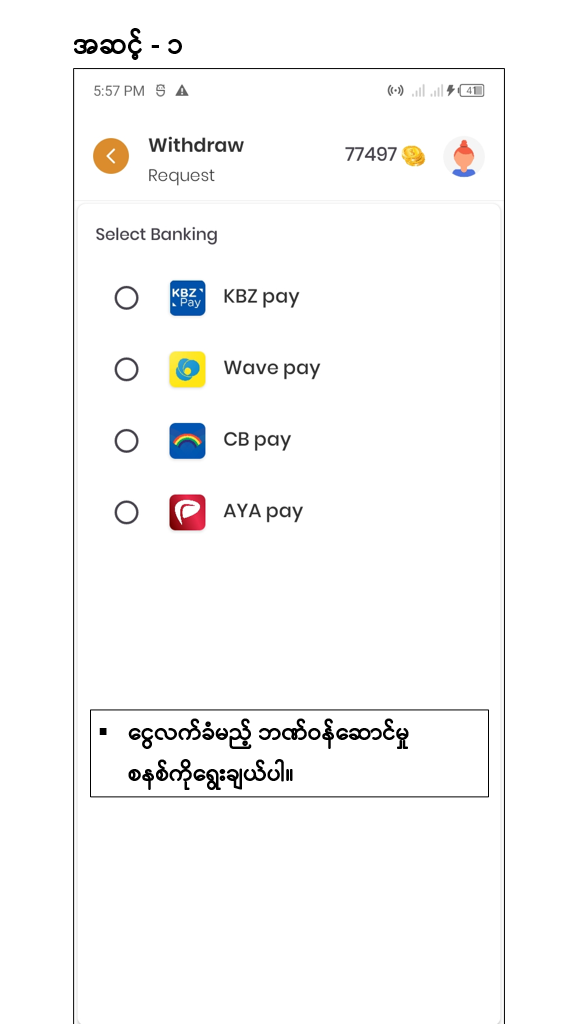 အဆင့် - ၁
5:57 PM
41
Withdraw
77497
Request
Select Banking
KBZ Pay
KBZ pay
Wave pay
CB pay
AYA pay
▪ ငွေလက်ခံမည့် ဘဏ်ဝန်ဆောင်မှု
စနစ်ကိုရွေးချယ်ပါ။